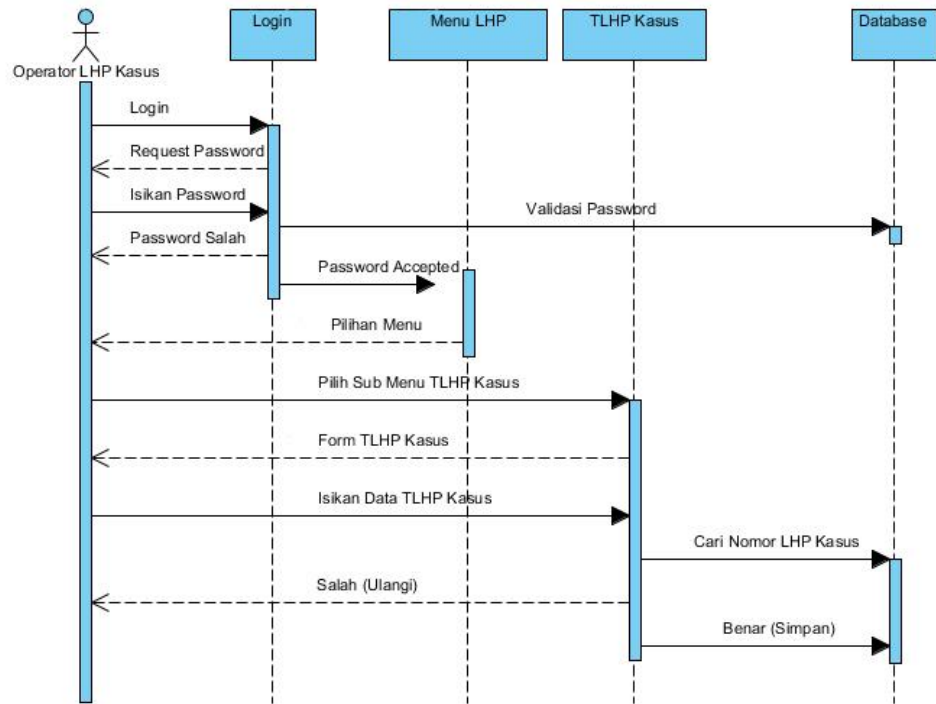 Login
Menu LHP
TLHP Kasus
Database
Operator LHP Kasus
Login
Request Password
Isikan Password
Validasi Password
Password Salah
Password Accepted
Pilihan Menu
Pilih Sub Menu TLHP Kasus
Form TLHP Kasus
Isikan Data TLHP Kasus
Cari Nomor LHP Kasus
Salah (Ulangi)
Benar (Simpan)